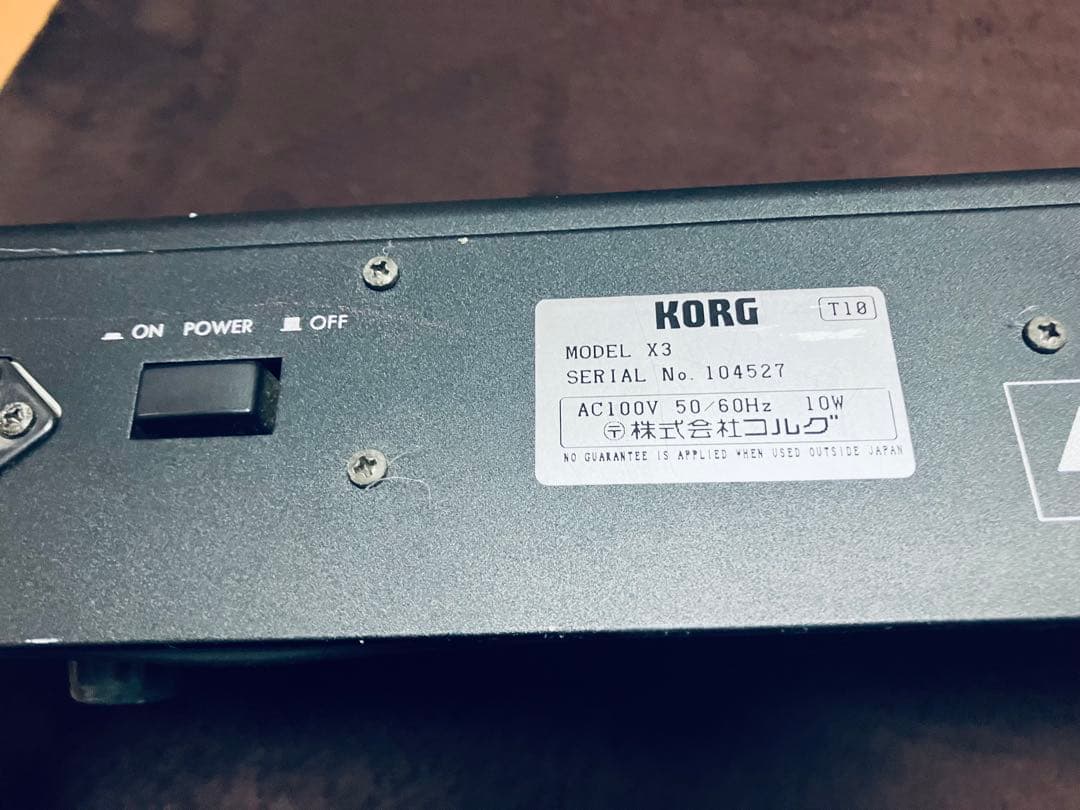 ON POWER OFF
KORG T10
MODEL X3
SERIAL No. 104527
AC100V 50/60Hz 10W
〶株式会社コルグ
NO GUARANTEE IS APPLIED WHEN USED OUTSIDE JAPAN